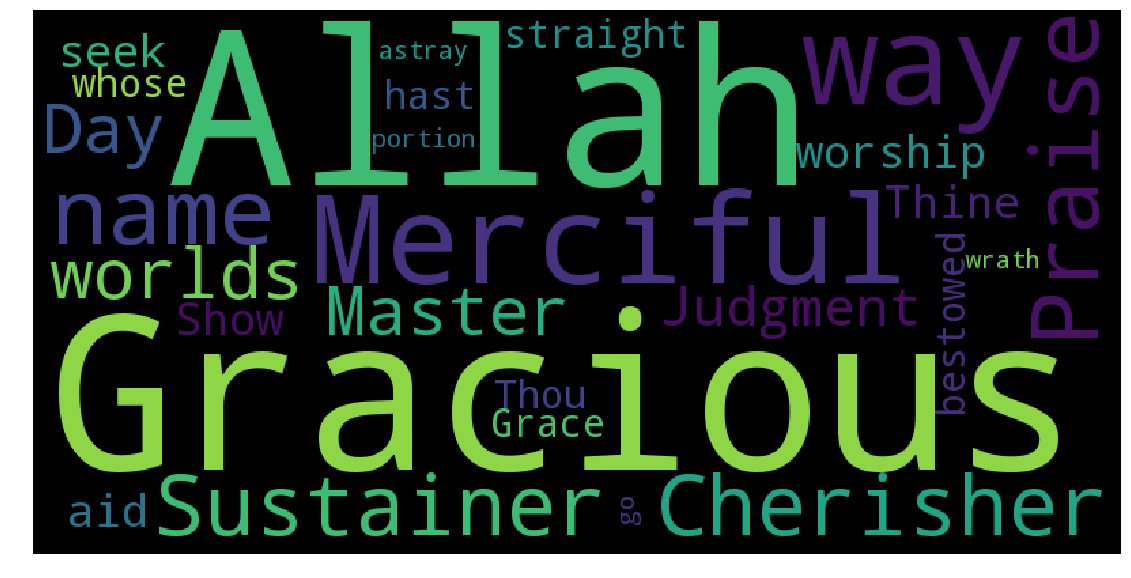 seek
whose
Day
Allah
astray
hast
portion
straight
way
worship
Praise
name
Merciful
Thine
worlds
Show
Master
Judgment
bestowed
wrath
Gracious
Thou
Grace
aid
Sustainer
go
Cherisher